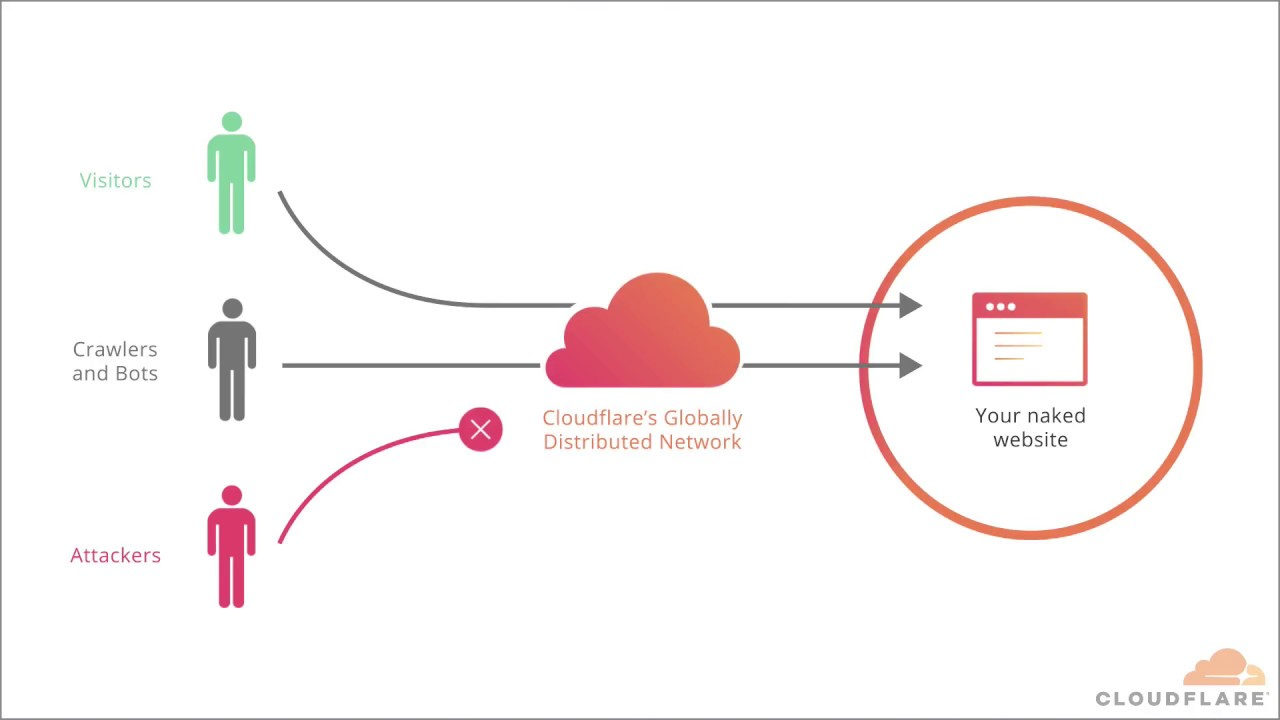 Visitors
Crawlers
and Bots
Cloudflare’s Globally
Distributed Network
Your naked
website
Attackers
CLOUDFLARE